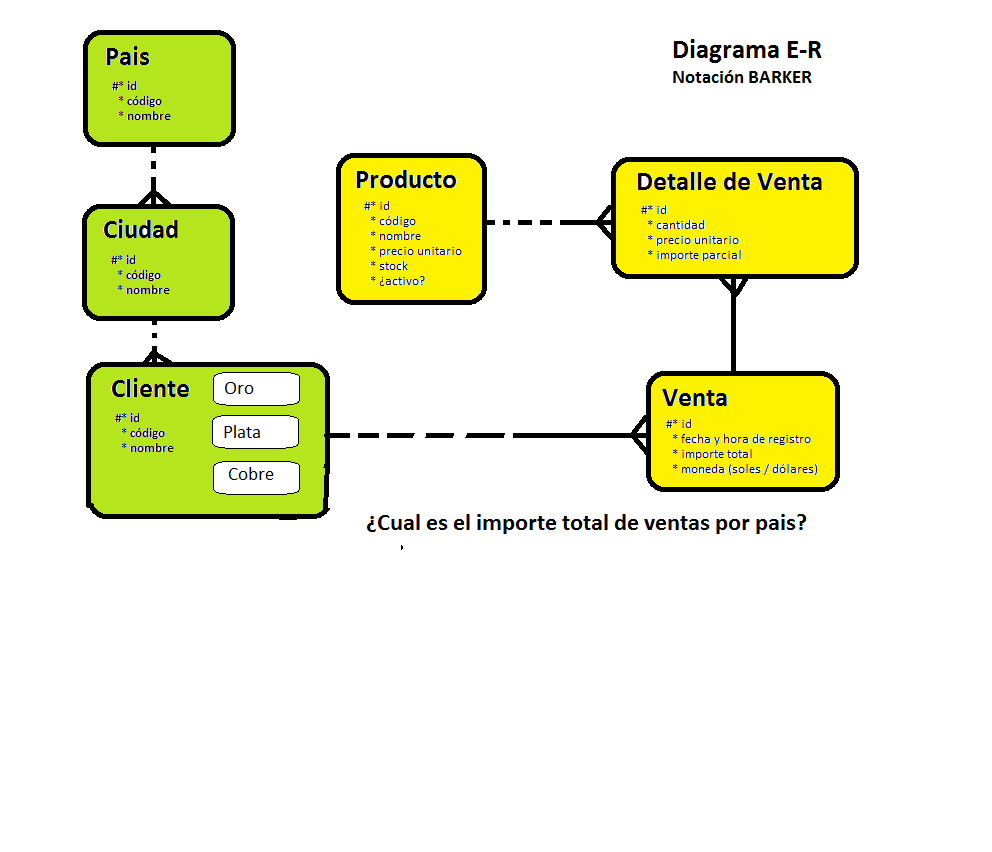 Diagrama E-R
Notación BARKER
Pais
#* id
* código
* nombre
Ciudad
#* id
* código
* nombre
Cliente
#* id
* código
* nombre
Oro
Plata
Cobre
Producto
#* id
* código
* nombre
* precio unitario
* stock
* ¿activo?
Detalle de Venta
#* id
* cantidad
* precio unitario
* importe parcial
Venta
#* id
* fecha y hora de registro
* importe total
* moneda (soles / dólares)
¿Cual es el importe total de ventas por pais?